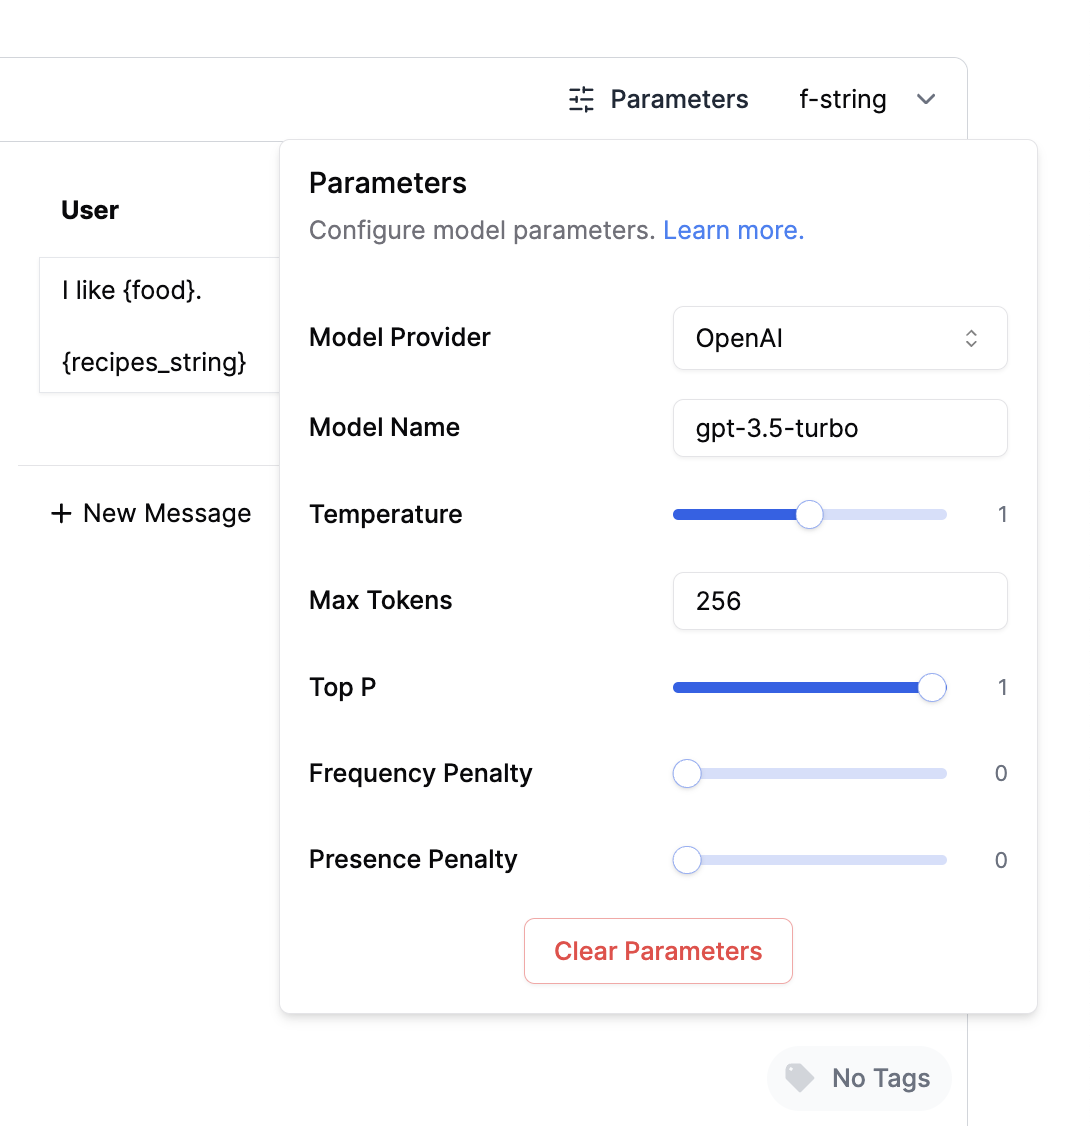 Parameters f-string
Parameters
Configure model parameters. Learn more.
User
I like {food}.
{recipes_string}
New Message
Model Provider OpenAI
Model Name gpt-3.5-turbo
Temperature 1
Max Tokens 256
Top P 1
Frequency Penalty 0
Presence Penalty 0
Clear Parameters
No Tags